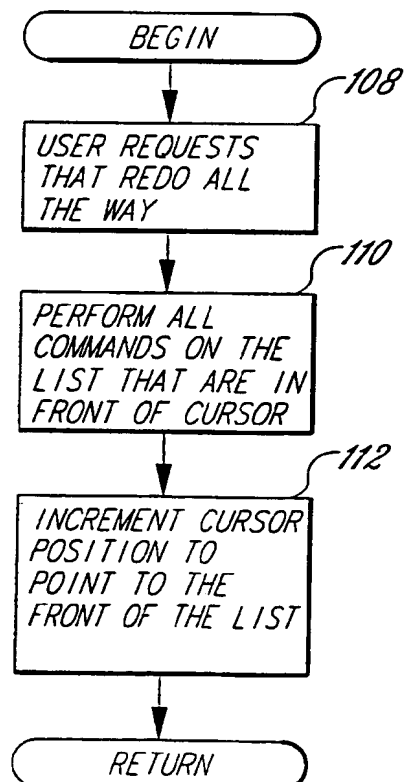 BEGIN
108
USER REQUESTS
THAT REDO ALL
THE WAY
110
PERFORM ALL
COMMANDS ON THE
LIST THAT ARE IN
FRONT OF CURSOR
112
INCREMENT CURSOR
POSITION TO
POINT TO THE
FRONT OF THE LIST
RETURN